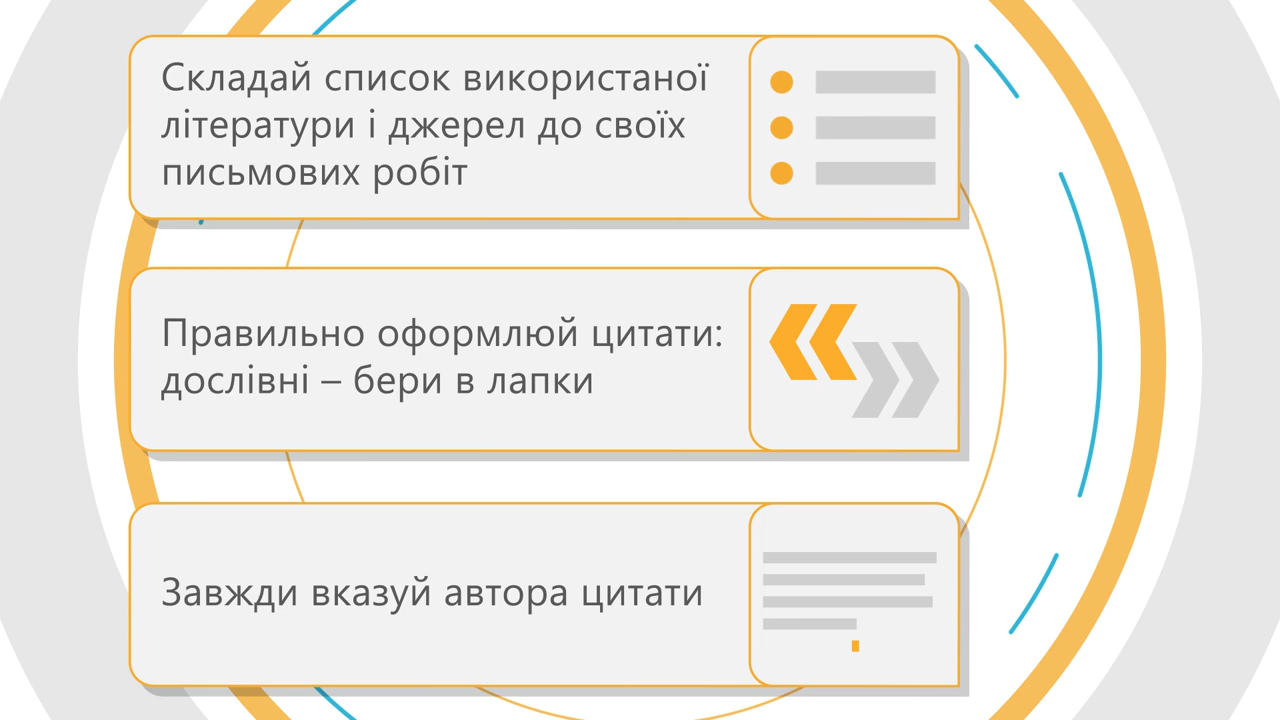 Складай список використаної
літератури і джерел до своїх
письмових робіт
Правильно оформлюй цитати:
дослівні – бери в лапки
Завжди вказуй автора цитати